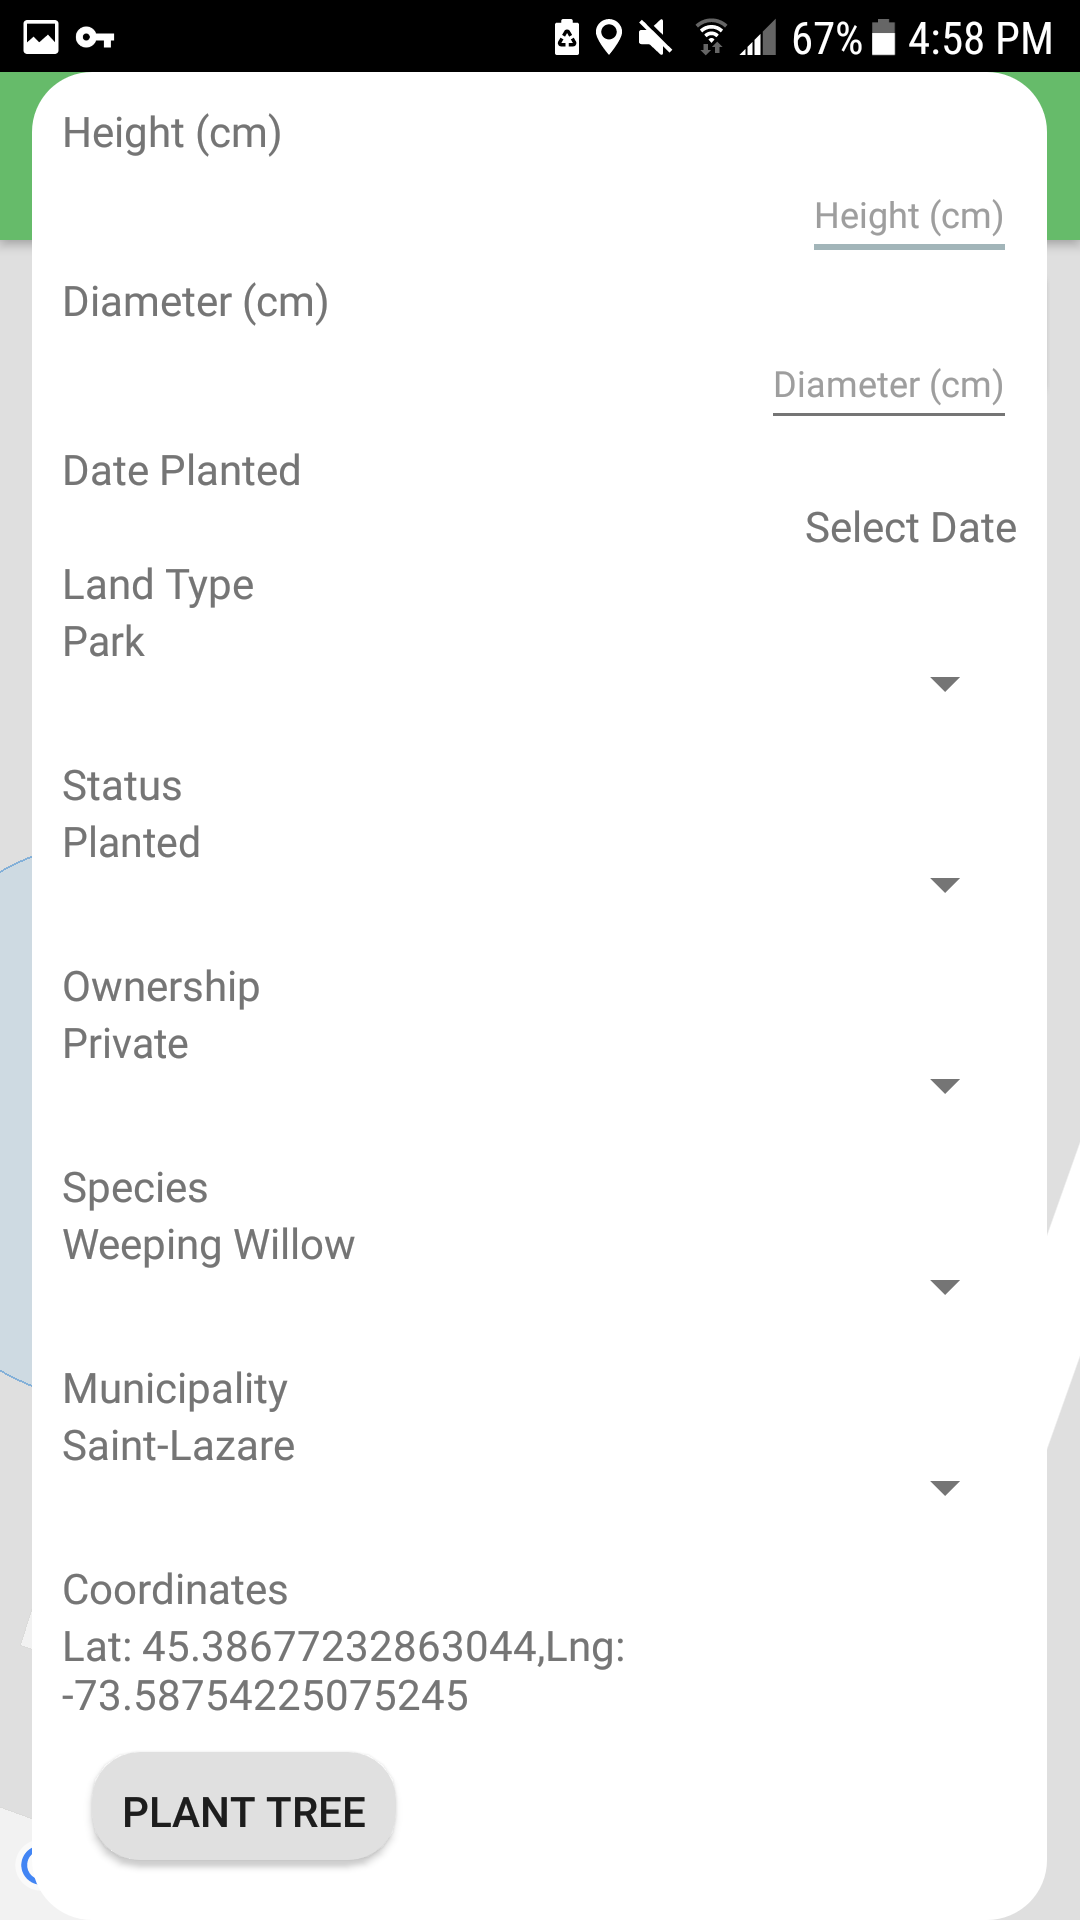 67% 4:58 PM
Height (cm)
Height (cm)
Diameter (cm)
Diameter (cm)
Date Planted
Select Date
Land Type
Park
Status
Planted
Ownership
Private
Species
Weeping Willow
Municipality
Saint-Lazare
Coordinates
Lat: 45.38677232863044,Lng:
-73.58754225075245
PLANT TREE